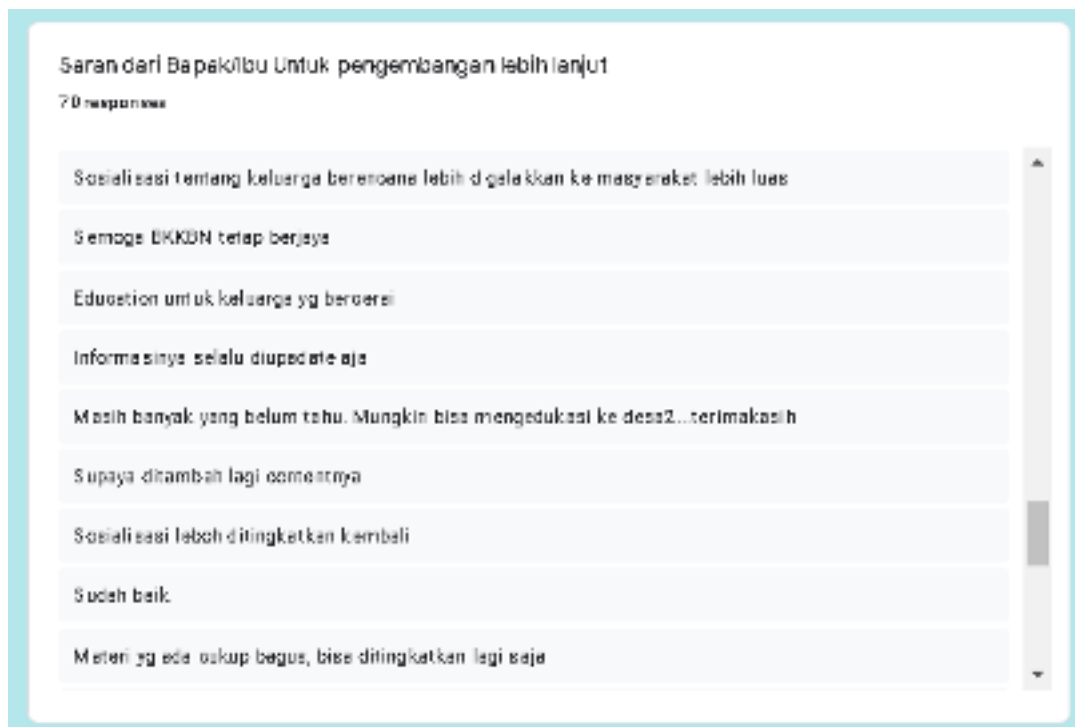 Saran dari Bapak/Ibu Untuk pengembangan lebih lanjut
70 responses
Sosialisasi tentang keluarga berencana lebih digalakkan ke masyarakat lebih luas
Semoga BKKBN tetap berjaya
Education untuk keluarga yg bercerai
Informasinya selalu diupadate aja
Masih banyak yang belum tahu. Mungkin bisa mengedukasi ke desa2...terimakasih
Supaya ditambah lagi contentnya
Sosialisasi leboh ditingkatkan kembali
Sudah baik
Materi yg ada cukup bagus, bisa ditingkatkan lagi saja